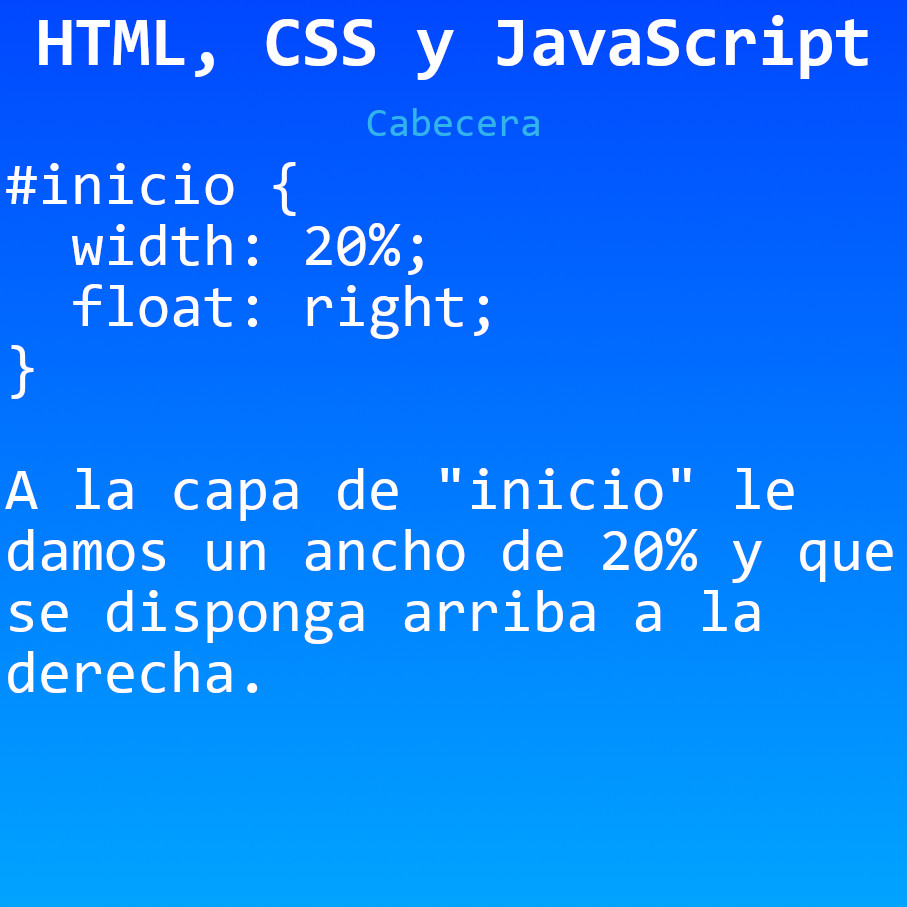 HTML, CSS y JavaScript
Cabecera
#inicio {
  width: 20%;
  float: right;
}
A la capa de "inicio" le
damos un ancho de 20% y que
se disponga arriba a la
derecha.